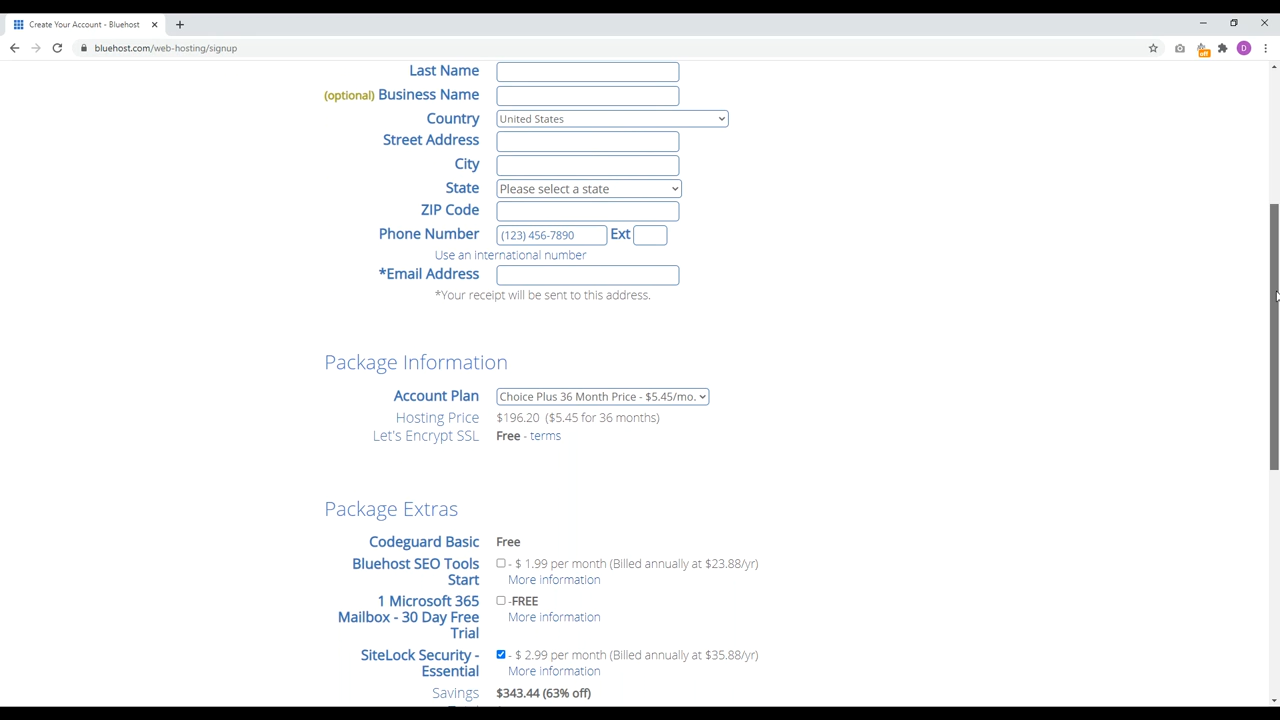 Create Your Account - Bluehost
bluehost.com/web-hosting/signup
off
D
Last Name
(optional) Business Name
Country United States
Street Address
City
State Please select a state
ZIP Code
Phone Number (123) 456-7890 Ext
Use an international number
*Email Address
*Your receipt will be sent to this address.
Package Information
Account Plan Choice Plus 36 Month Price - $5.45/mo.
Hosting Price $196.20 ($5.45 for 36 months)
Let's Encrypt SSL Free - terms
Package Extras
Codeguard Basic Free
Bluehost SEO Tools - $ 1.99 per month (Billed annually at $23.88/yr)
Start More information
1 Microsoft 365 -FREE
Mailbox - 30 Day Free More information
Trial
SiteLock Security - - $ 2.99 per month (Billed annually at $35.88/yr)
Essential More information
Savings $343.44 (63% off)